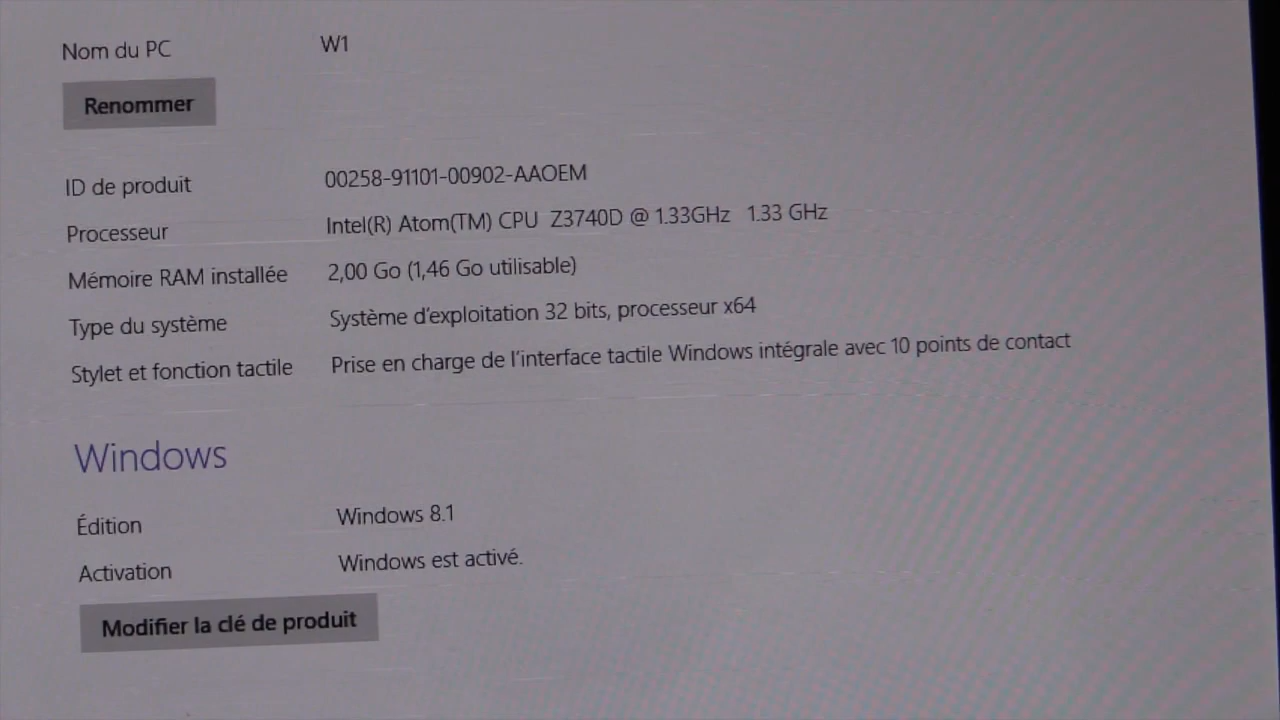 Nom du PC W1
Renommer
ID de produit 00258-91101-00902-AAOEM
Processeur Intel(R) Atom(TM) CPU Z3740D @ 1.33GHz 1.33 GHz
Mémoire RAM installée 2,00 Go (1,46 Go utilisable)
Type du système Système d'exploitation 32 bits, processeur x64
Stylet et fonction tactile Prise en charge de l'interface tactile Windows intégrale avec 10 points de contact
Windows
Édition Windows 8.1
Activation Windows est activé.
Modifier la clé de produit